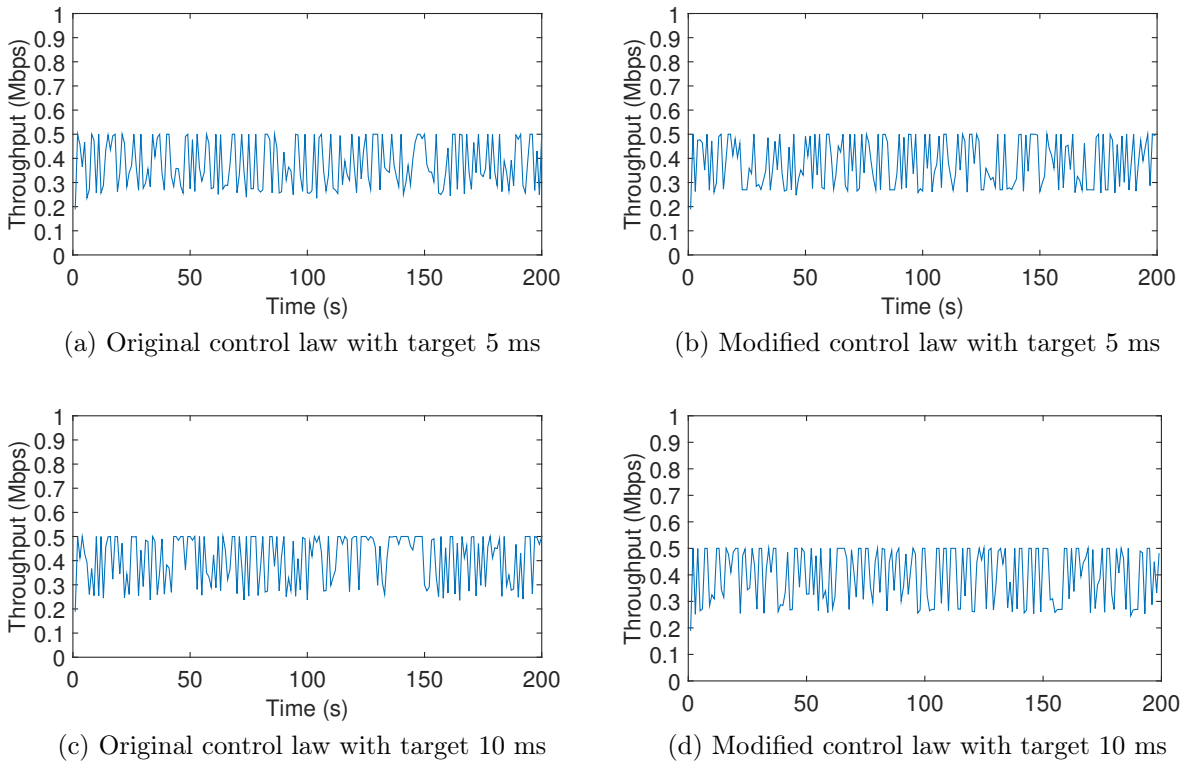 1
0.9
0.8
0.7
0.6
0.5
0.4
0.3
0.2
0.1
0
Throughput (Mbps)
0 50 100 150 200
Time (s)
(a) Original control law with target 5 ms
1
0.9
0.8
0.7
0.6
0.5
0.4
0.3
0.2
0.1
0
Throughput (Mbps)
0 50 100 150 200
Time (s)
(b) Modified control law with target 5 ms
1
0.9
0.8
0.7
0.6
0.5
0.4
0.3
0.2
0.1
0
Throughput (Mbps)
0 50 100 150 200
Time (s)
(c) Original control law with target 10 ms
1
0.9
0.8
0.7
0.6
0.5
0.4
0.3
0.2
0.1
0
Throughput (Mbps)
0 50 100 150 200
(d) Modified control law with target 10 ms